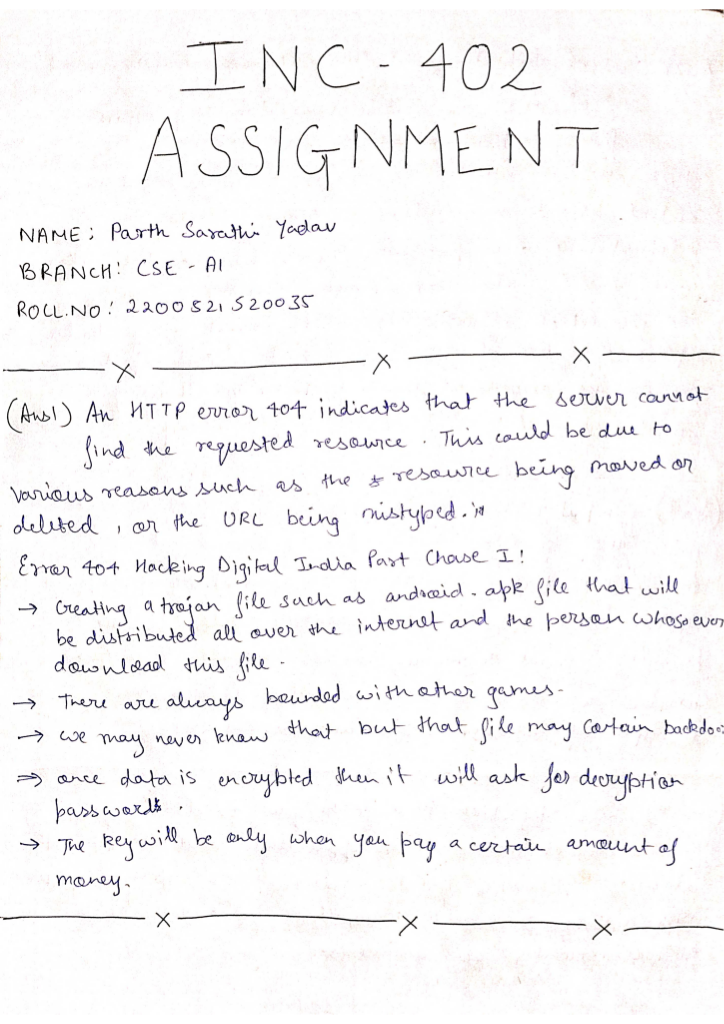 INC - 402
ASSIGNMENT
NAME: Parth Sarathi Yadav
BRANCH: CSE - AI
ROLL.NO: 2200521520035
(Ans1) An HTTP error 404 indicates that the server cannot
find the requested resource. This could be due to
various reasons such as the resource being moved or
deleted, or the URL being mistyped.
Error 404 Hacking Digital India Part Chase I!
→ Creating a trojan file such as android.apk file that will
be distributed all over the internet and the person whosoever
download this file.
→ There are always bounded with other games.
→ we may never know that but that file may contain backdoor
⇒ once data is encrypted then it will ask for decryption
passwords.
→ The key will be only when you pay a certain amount of
money.